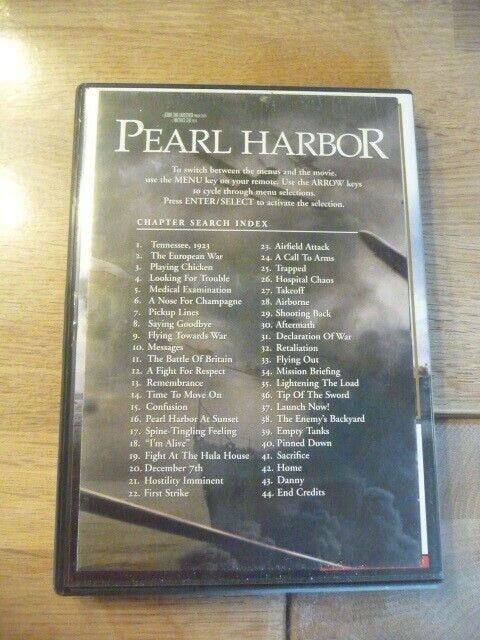 PEARL HARBOR
To switch between the menus and the movie,
use the MENU key on your remote. Use the ARROW keys
to cycle through menu selections.
Press ENTER/SELECT to activate the selection.
CHAPTER SEARCH INDEX
1. Tennessee, 1923
2. The European War
3. Playing Chicken
4. Looking For Trouble
5. Medical Examination
6. A Nose For Champagne
7. Pickup Lines
8. Saying Goodbye
9. Flying Towards War
10. Messages
11. The Battle Of Britain
12. A Fight For Respect
13. Remembrance
14. Time To Move On
15. Confusion
16. Pearl Harbor At Sunset
17. Spine-Tingling Feeling
18. "I'm Alive"
19. Fight At The Hula House
20. December 7th
21. Hostility Imminent
22. First Strike
23. Airfield Attack
24. A Call To Arms
25. Trapped
26. Hospital Chaos
27. Takeoff
28. Airborne
29. Shooting Back
30. Aftermath
31. Declaration Of War
32. Retaliation
33. Flying Out
34. Mission Briefing
35. Lightening The Load
36. Tip Of The Sword
37. Launch Now!
38. The Enemy's Backyard
39. Empty Tanks
40. Pinned Down
41. Sacrifice
42. Home
43. Danny
44. End Credits